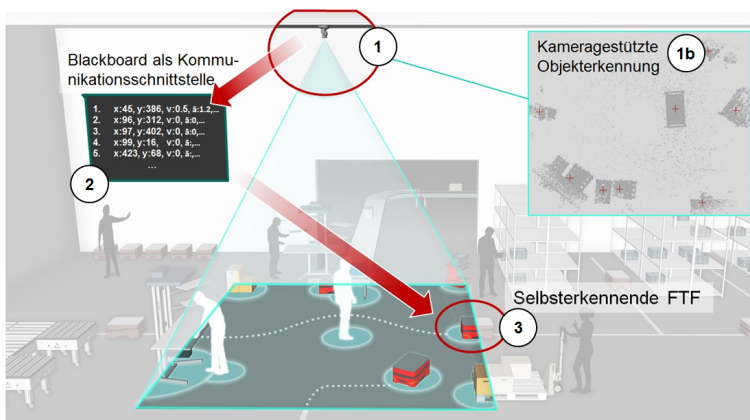 Blackboard als Kommu-
nikationsschnittstelle
1
Kameragestützte
Objekterkennung
1b
1. x:45, y:386, v:0.5, ä:1.2,...
2. x:96, y:312, v:0, ä:0,...
3. x:97, y:402, v:0, ä:0,...
4. x:99, y:16, v:0, ä:,...
5. x:423, y:68, v:0, ä:,...
...
2
Selbsterkennende FTF
3